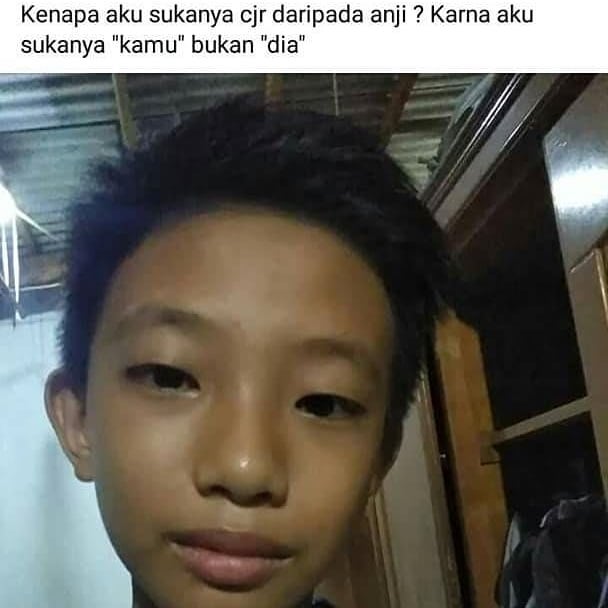 Kenapa aku sukanya cjr daripada anji ? Karna aku
sukanya "kamu" bukan "dia"